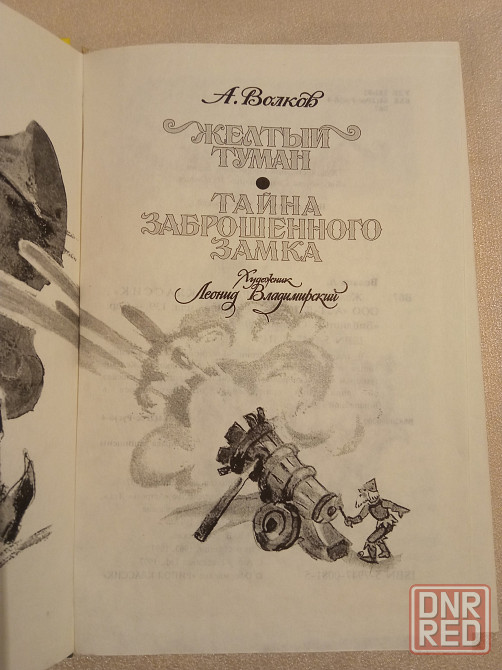 А. Волков
ЖЕЛТЫЙ
ТУМАН
ТАЙНА
ЗАБРОШЕННОГО
ЗАМКА
Художник
Леонид Владимирский
DNR
RED